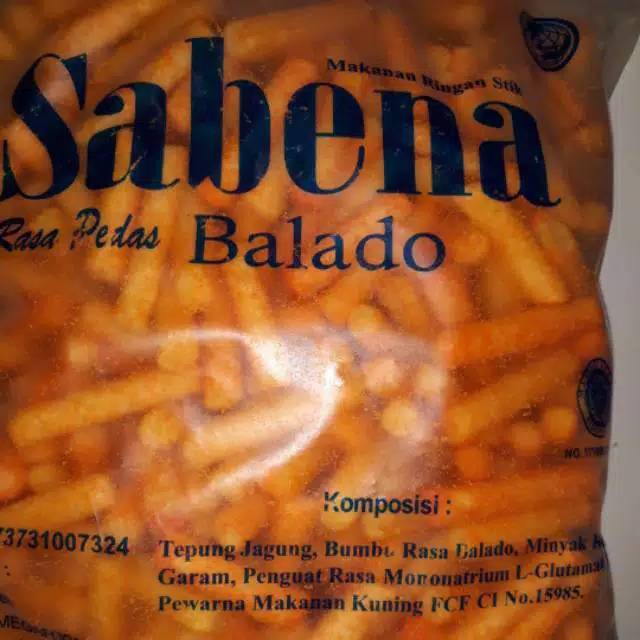 Makanan Ringan Stik
Sabena
Rasa Pedas Balado
Komposisi :
73731007324
Tepung Jagung, Bumbu Rasa Balado, Minyak
Garam, Penguat Rasa Mononatrium L-Glutamat
Pewarna Makanan Kuning FCF CI No.15985.